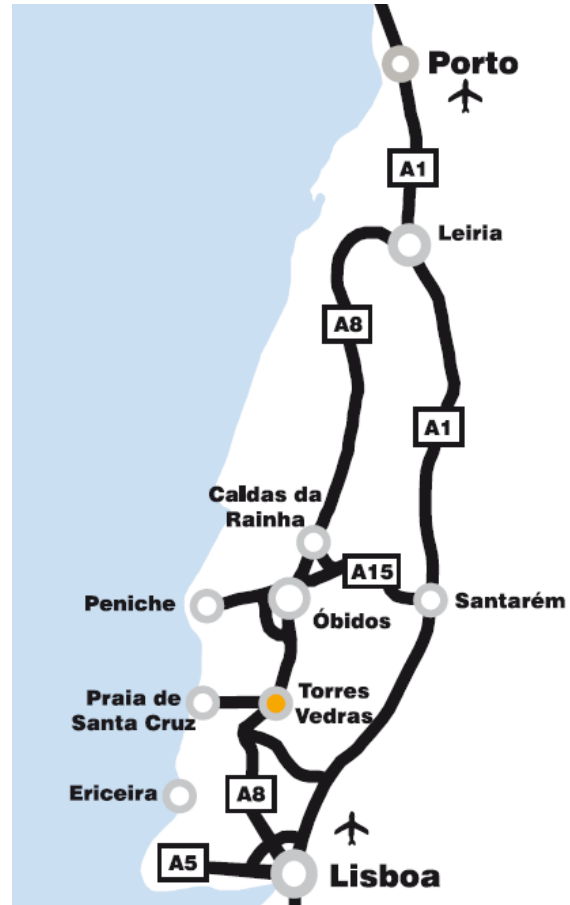 Porto
A1
Leiria
A8
A1
Caldas da
Rainha
A15
Peniche
Óbidos
Santarém
Praia de
Santa Cruz
Torres
Vedras
Ericeira
A8
A5
Lisboa